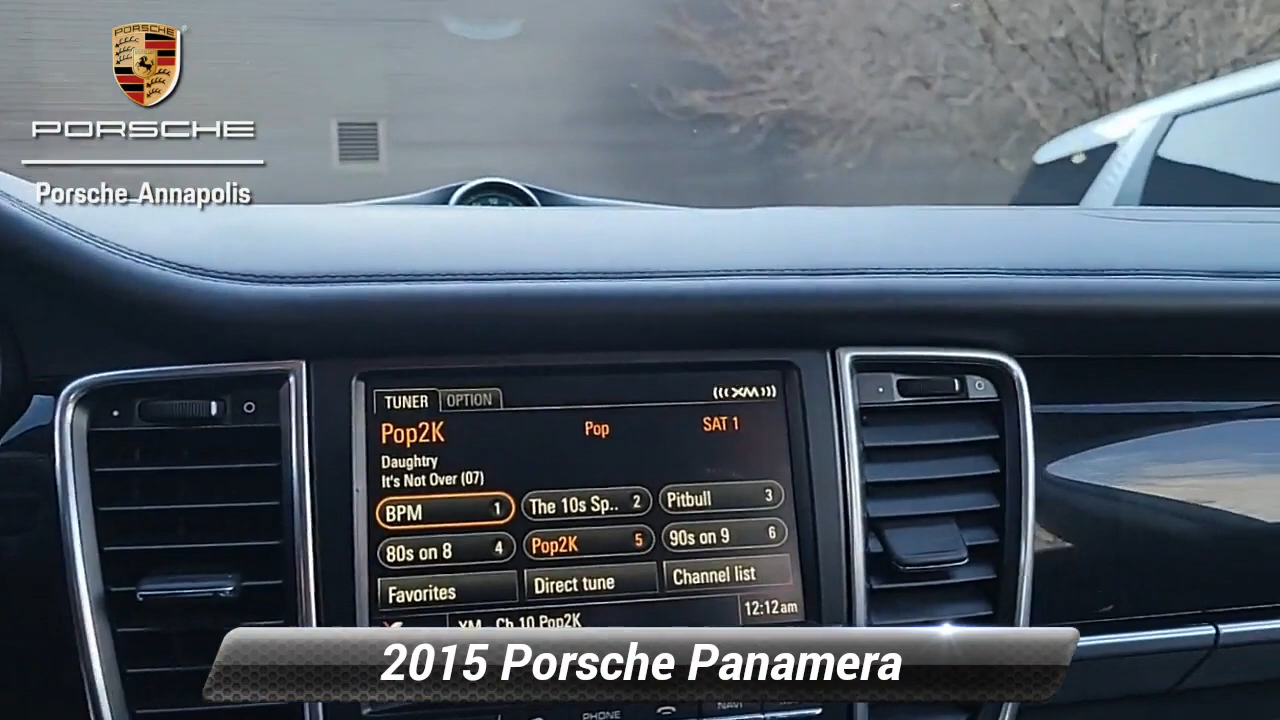 PORSCHE
PORSCHE
Porsche Annapolis
TUNER OPTION (((XM)))
Pop2K Pop SAT 1
Daughtry
It's Not Over (07)
BPM 1 The 10s Sp.. 2 Pitbull 3
80s on 8 4 Pop2K 5 90s on 9 6
Favorites Direct tune Channel list
XM Ch 10 Pop2K 12:12am
2015 Porsche Panamera
PHONE NAVI